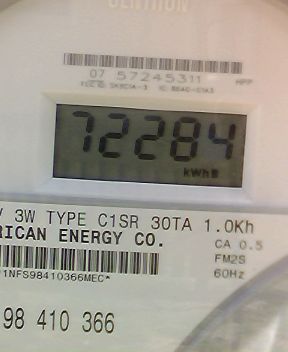 CENTRON
07 57245311
72284
kWh
3W TYPE C1SR 30TA 1.0Kh
RICAN ENERGY CO.
CA 0.5
FM2S
60Hz
1NFS98410366MEC*
98 410 366